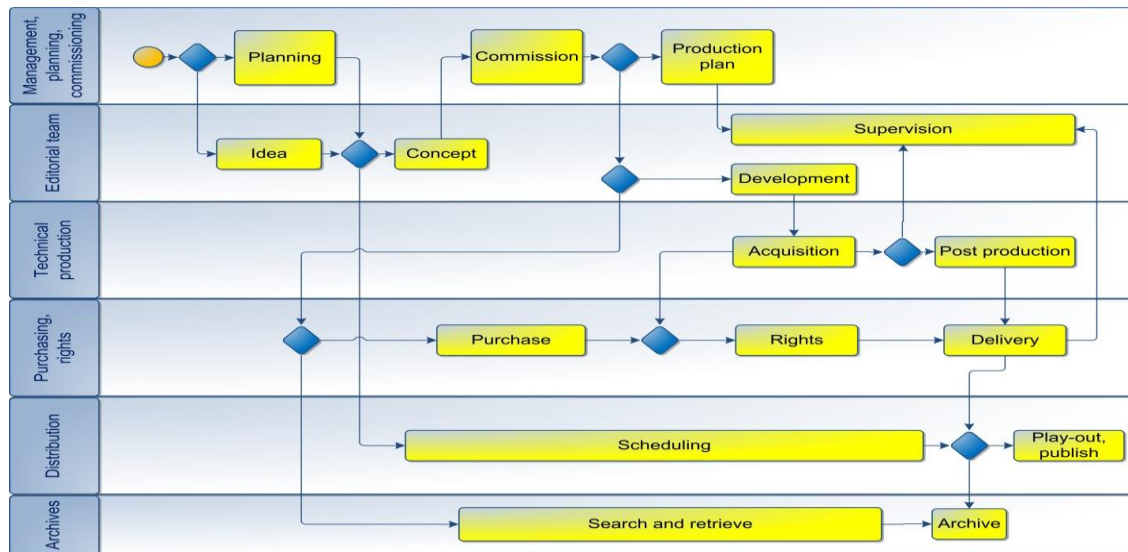 Management,
planning,
commissioning
Planning
Commission
Production
plan
Editorial team
Idea
Concept
Supervision
Development
Technical
production
Acquisition
Post production
Purchasing,
rights
Purchase
Rights
Delivery
Distribution
Scheduling
Play-out,
publish
Archives
Search and retrieve
Archive